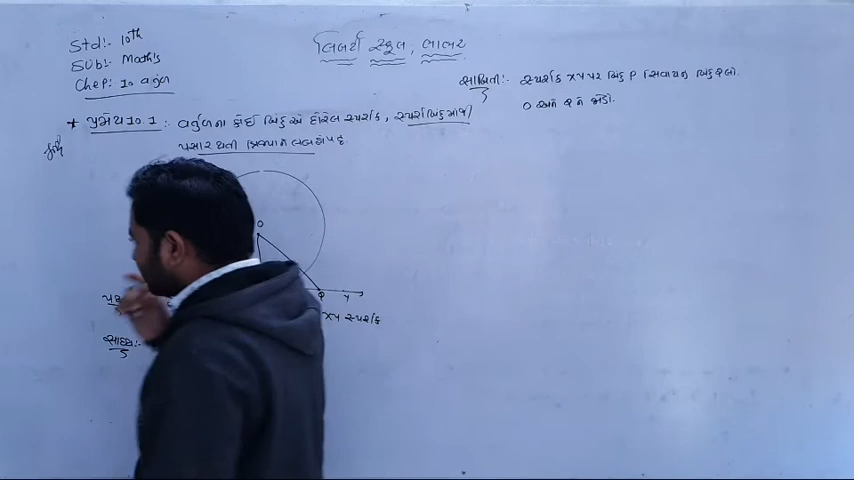 લિબર્ટી સ્કૂલ, લાલર
Std:- 10th
Sub:- Math's
Chep: 10 વર્તુળ
* પ્રમેય 10.1 :- વર્તુળના કોઈ બિંદુએ દોરેલ સ્પર્શક, સ્પર્શબિંદુમાંથી
પસાર થતી ત્રિજ્યાને લંબ હોય છે.
સાબિતી :- સ્પર્શક XY પર બિંદુ P સિવાયનું બિંદુ Q લો.
O અને Q ને જોડો.
O
Q Y
XY સ્પર્શક
સાધ્ય:-